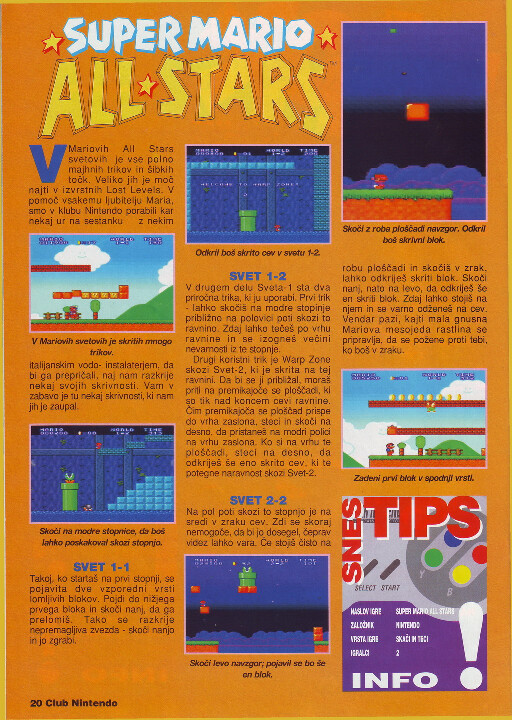 SUPER MARIO
ALL·STARS
V Mariovih All Stars
svetovih je vse polno
majhnih trikov in šibkih
točk. Veliko jih je moč
najti v izvrstnih Lost Levels. V
pomoč vsakemu ljubitelju Maria,
smo v klubu Nintendo porabili kar
nekaj ur na sestanku z nekim
V Mariovih svetovih je skritih mnogo
trikov.
italijanskim vodo- instalaterjem, da
bi ga prepričali, naj nam razkrije
nekaj svojih skrivnosti. Vam v
zabavo je tu nekaj skrivnosti, ki nam
jih je zaupal.
Skoči na modre stopnice, da boš
lahko poskakoval skozi stopnjo.
SVET 1-1
Takoj, ko štartaš na prvi stopnji, se
pojavita dve vzporedni vrsti
lomljivih blokov. Pojdi do nižjega
prvega bloka in skoči nanj, da ga
prelomiš. Tako se razkrije
nepremagljiva zvezda - skoči nanjo
in jo zgrabi.
WELCOME TO WARP ZONE!
Odkril boš skrito cev v svetu 1-2.
SVET 1-2
V drugem delu Sveta-1 sta dva
priročna trika, ki ju uporabi. Prvi trik
- lahko skočiš na modre stopinje
približno na polovici poti skozi to
ravnino. Zdaj lahko tečeš po vrhu
ravnine in se izogneš večini
nevarnosti iz te stopnje.
Drugi koristni trik je Warp Zone
skozi Svet-2, ki je skrita na tej
ravnini. Da bi se ji približal, moraš
priti na premikajoče se ploščadi, ki
so tik nad koncem cevi ravnine.
Čim premikajoča se ploščad prispe
do vrha zaslona, steci in skoči na
desno, da pristaneš na modri polici
na vrhu zaslona. Ko si na vrhu te
ploščadi, steci na desno, da
odkriješ še eno skrito cev, ki te
potegne naravnost skozi Svet-2.
SVET 2-2
Na pol poti skozi to stopnjo je na
sredi v zraku cev. Zdi se skoraj
nemogoče, da bi jo dosegel, čeprav
videz lahko vara. Če stojiš čisto na
Skoči levo navzgor; pojavil se bo še
en blok.
Skoči z roba ploščadi navzgor. Odkril
boš skrivni blok.
robu ploščadi in skočiš v zrak,
lahko odkriješ skriti blok. Skoči
nanj, nato na levo, da odkriješ še
en skriti blok. Zdaj lahko stojiš na
njem in se varno odženeš na cev.
Vendar pazi, kajti mala gnusna
Mariova mesojeda rastlina se
pripravlja, da se požene proti tebi,
ko boš v zraku.
Zadeni prvi blok v spodnji vrsti.
SNES TIPS
SELECT START
Y B
NASLOV IGRE SUPER MARIO ALL STARS
ZALOŽNIK NINTENDO
VRSTA IGRE SKAČI IN TECI
IGRALCI 2
INFO !
20 Club Nintendo